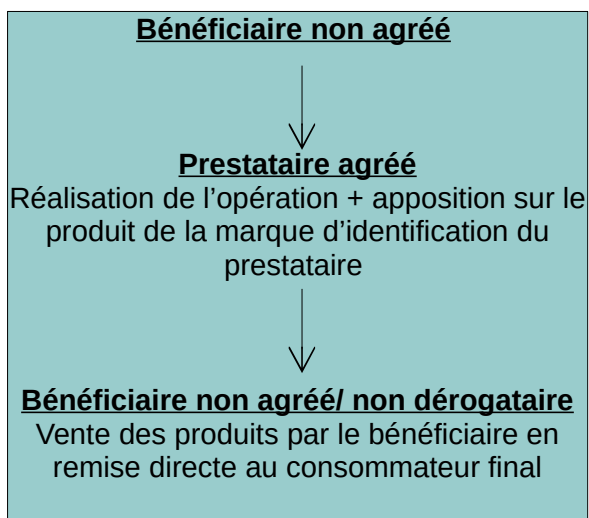 Bénéficiaire non agréé
Prestataire agréé
Réalisation de l’opération + apposition sur le
produit de la marque d’identification du
prestataire
Bénéficiaire non agréé/ non dérogataire
Vente des produits par le bénéficiaire en
remise directe au consommateur final